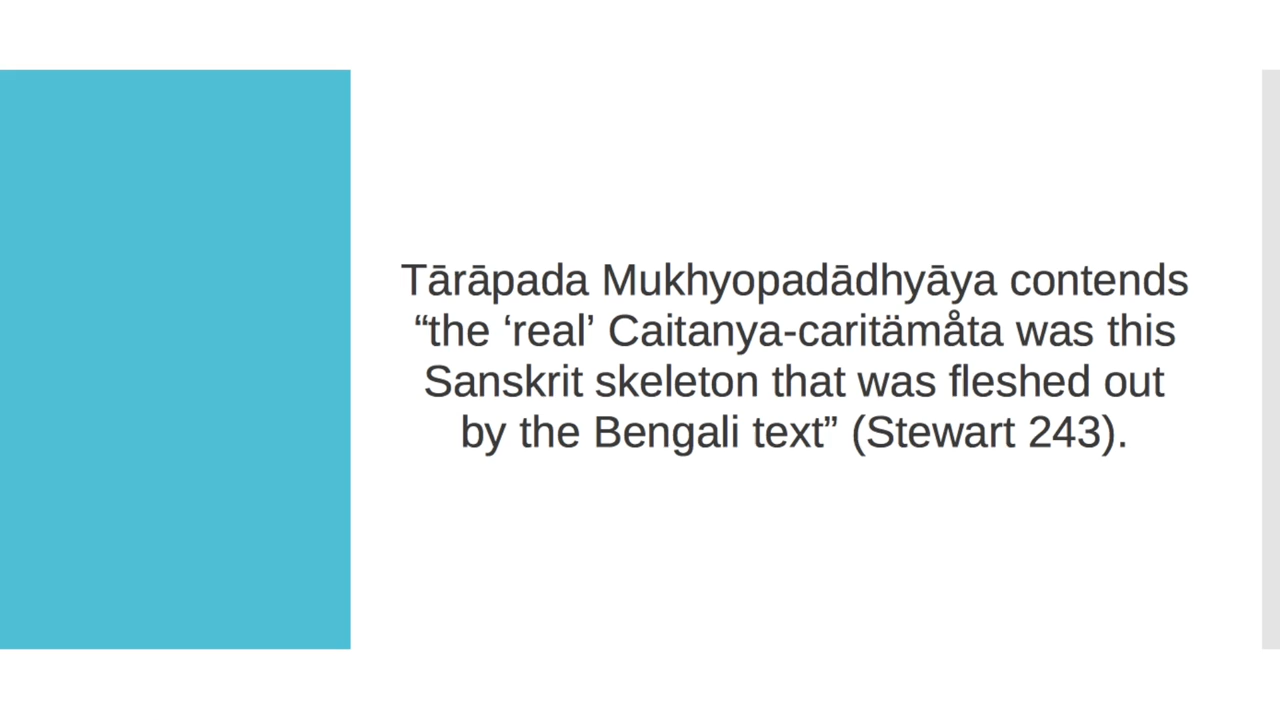 Tārāpada Mukhyopadādhyāya contends
“the ‘real’ Caitanya-caritämåta was this
Sanskrit skeleton that was fleshed out
by the Bengali text” (Stewart 243).